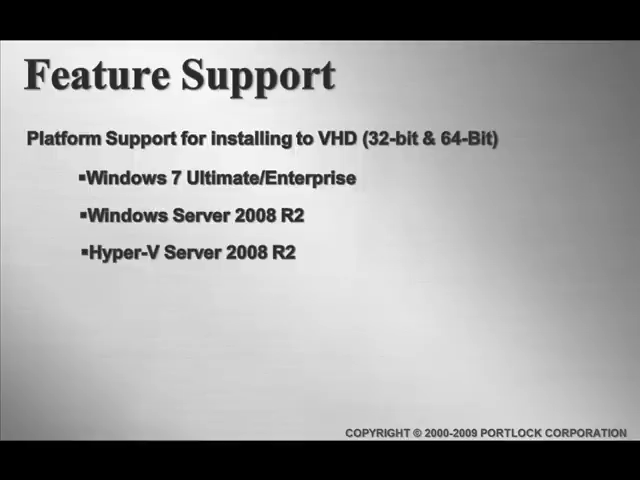 Feature Support
Platform Support for installing to VHD (32-bit & 64-Bit)
▪Windows 7 Ultimate/Enterprise
▪Windows Server 2008 R2
▪Hyper-V Server 2008 R2
COPYRIGHT © 2000-2009 PORTLOCK CORPORATION